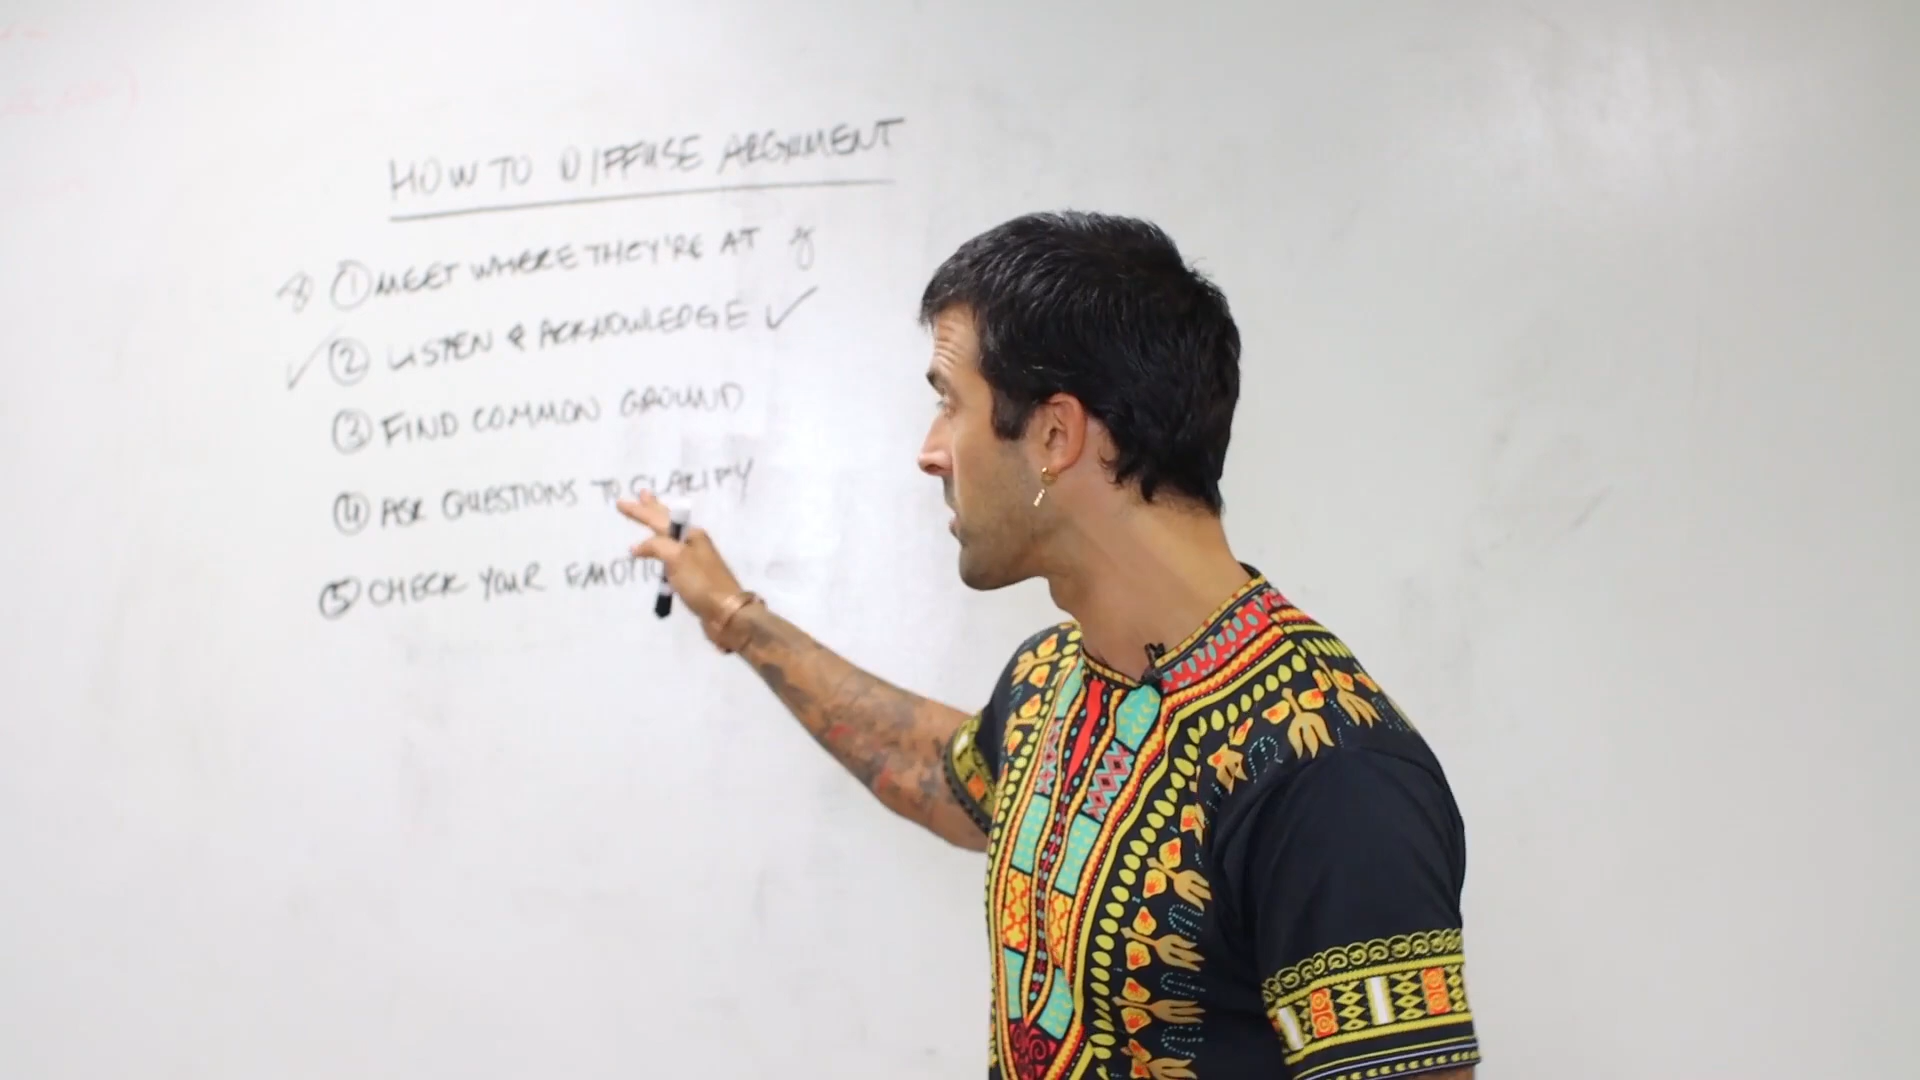 HOW TO DIFFUSE ARGUMENT
① MEET WHERE THEY'RE AT
② LISTEN & ACKNOWLEDGE ✓
③ FIND COMMON GROUND
④ ASK QUESTIONS TO CLARIFY
⑤ CHECK YOUR EMOTIO